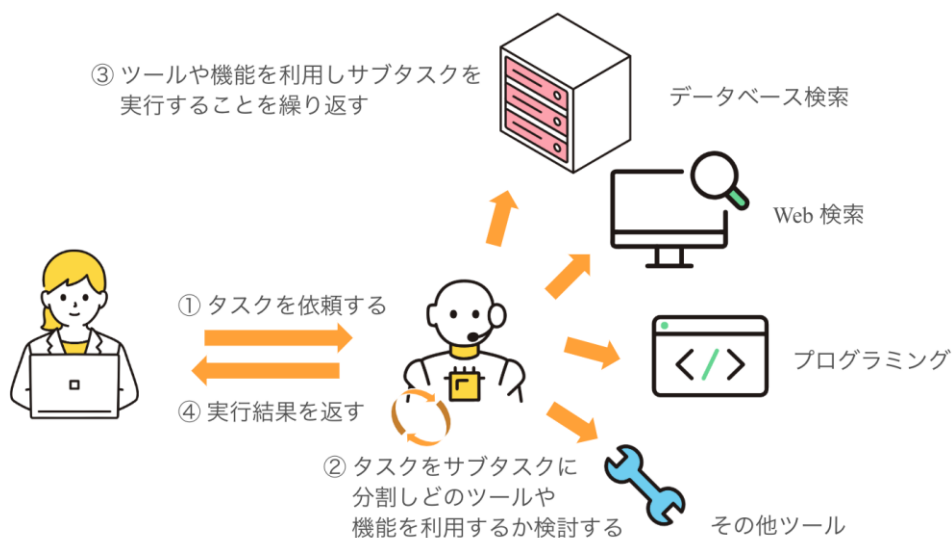 ③ ツールや機能を利用しサブタスクを
実行することを繰り返す
データベース検索
Web 検索
① タスクを依頼する
プログラミング
④ 実行結果を返す
② タスクをサブタスクに
分割しどのツールや
機能を利用するか検討する
その他ツール